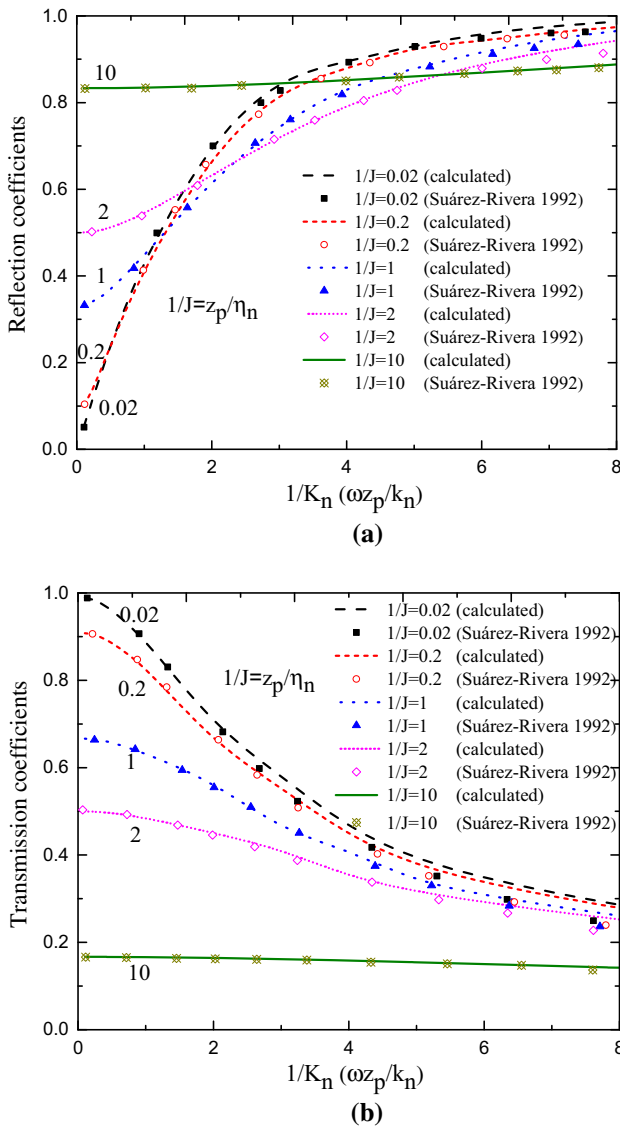 1.0
0.8
0.6
0.4
0.2
0.0
Reflection coefficients
10
2
1
0.2
0.02
1/J=z_p/η_n
1/J=0.02 (calculated)
1/J=0.02 (Suárez-Rivera 1992)
1/J=0.2 (calculated)
1/J=0.2 (Suárez-Rivera 1992)
1/J=1 (calculated)
1/J=1 (Suárez-Rivera 1992)
1/J=2 (calculated)
1/J=2 (Suárez-Rivera 1992)
1/J=10 (calculated)
1/J=10 (Suárez-Rivera 1992)
0 2 4 6 8
1/K_n (ωz_p/k_n)
(a)
1.0
0.8
0.6
0.4
0.2
0.0
Transmission coefficients
0.02
0.2
1
2
10
1/J=z_p/η_n
1/J=0.02 (calculated)
1/J=0.02 (Suárez-Rivera 1992)
1/J=0.2 (calculated)
1/J=0.2 (Suárez-Rivera 1992)
1/J=1 (calculated)
1/J=1 (Suárez-Rivera 1992)
1/J=2 (calculated)
1/J=2 (Suárez-Rivera 1992)
1/J=10 (calculated)
1/J=10 (Suárez-Rivera 1992)
0 2 4 6 8
1/K_n (ωz_p/k_n)
(b)